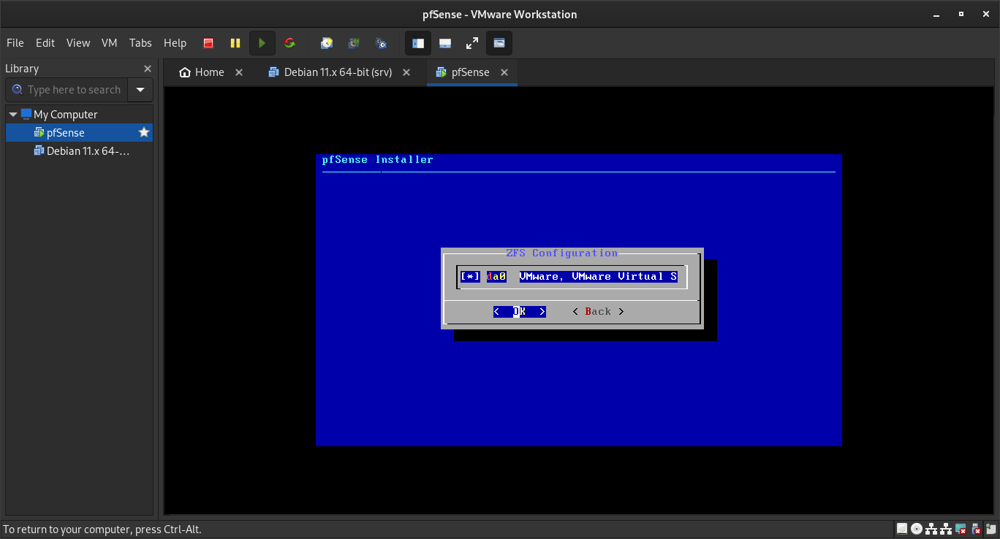 pfSense - VMware Workstation
File Edit View VM Tabs Help
Library
Type here to search
My Computer
pfSense
Debian 11.x 64-...
Home
Debian 11.x 64-bit (srv)
pfSense
pfSense Installer
ZFS Configuration
[*] da0 VMware, VMware Virtual S
< OK > < Back >
To return to your computer, press Ctrl-Alt.